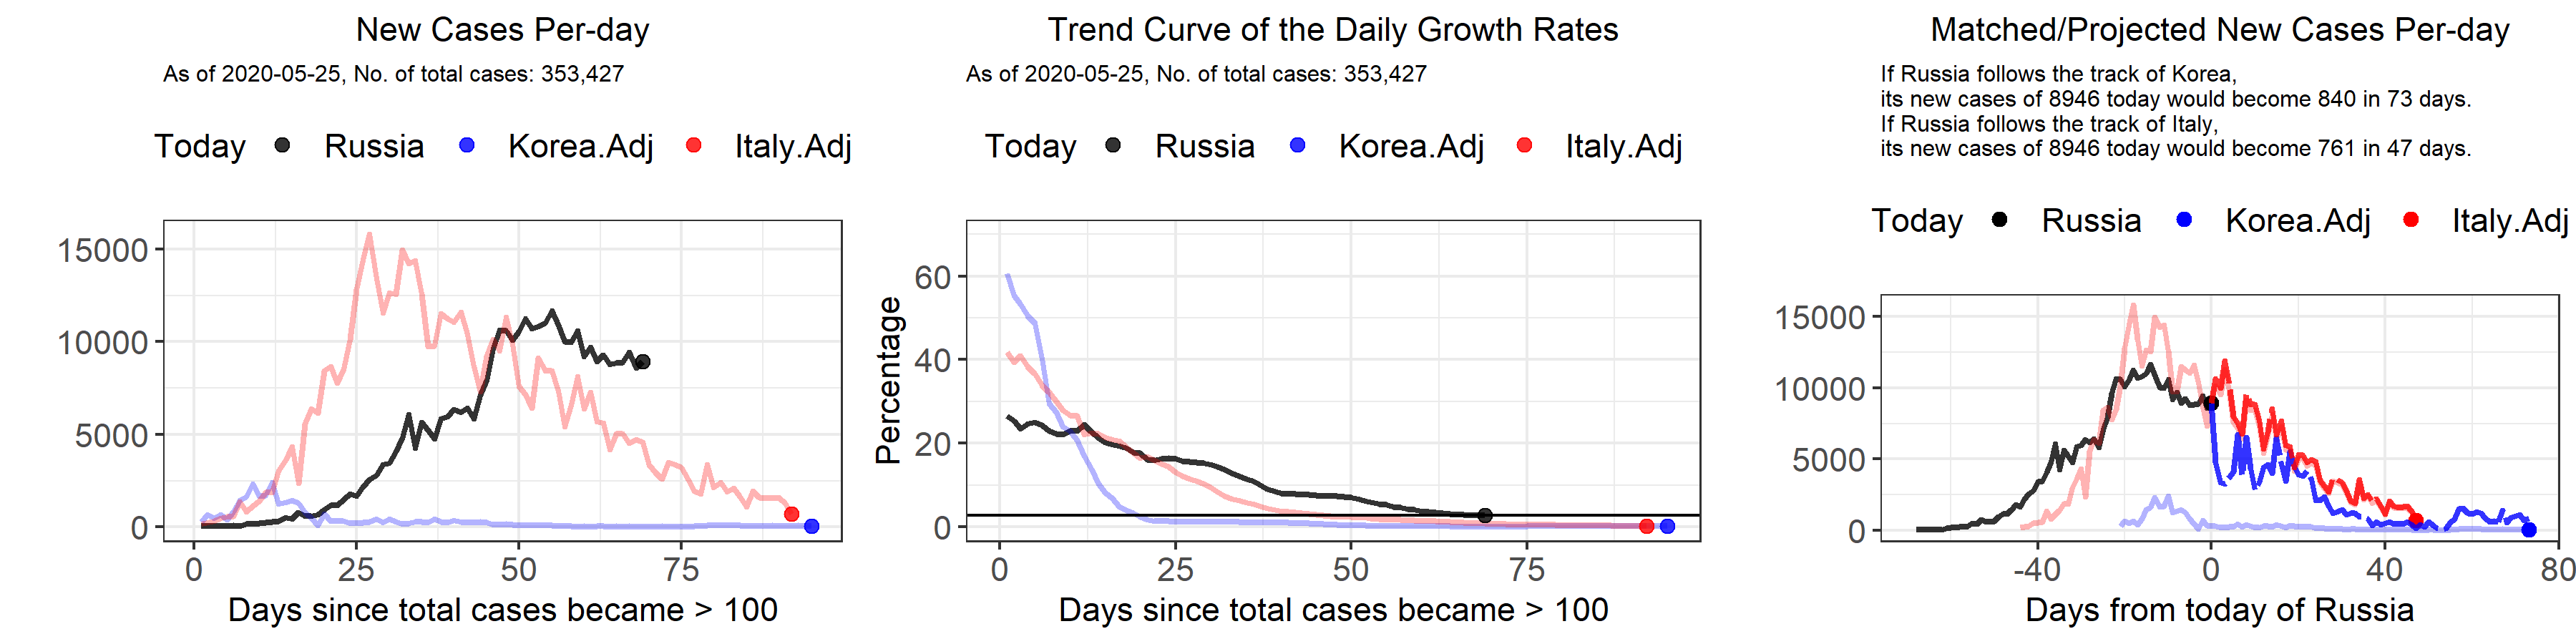 New Cases Per-day
As of 2020-05-25, No. of total cases: 353,427
Today Russia Korea.Adj Italy.Adj
15000
10000
5000
0
0 25 50 75
Days since total cases became > 100
Trend Curve of the Daily Growth Rates
As of 2020-05-25, No. of total cases: 353,427
Today Russia Korea.Adj Italy.Adj
Percentage
60
40
20
0
0 25 50 75
Days since total cases became > 100
Matched/Projected New Cases Per-day
If Russia follows the track of Korea,
its new cases of 8946 today would become 840 in 73 days.
If Russia follows the track of Italy,
its new cases of 8946 today would become 761 in 47 days.
Today Russia Korea.Adj Italy.Adj
15000
10000
5000
0
-40 0 40 80
Days from today of Russia